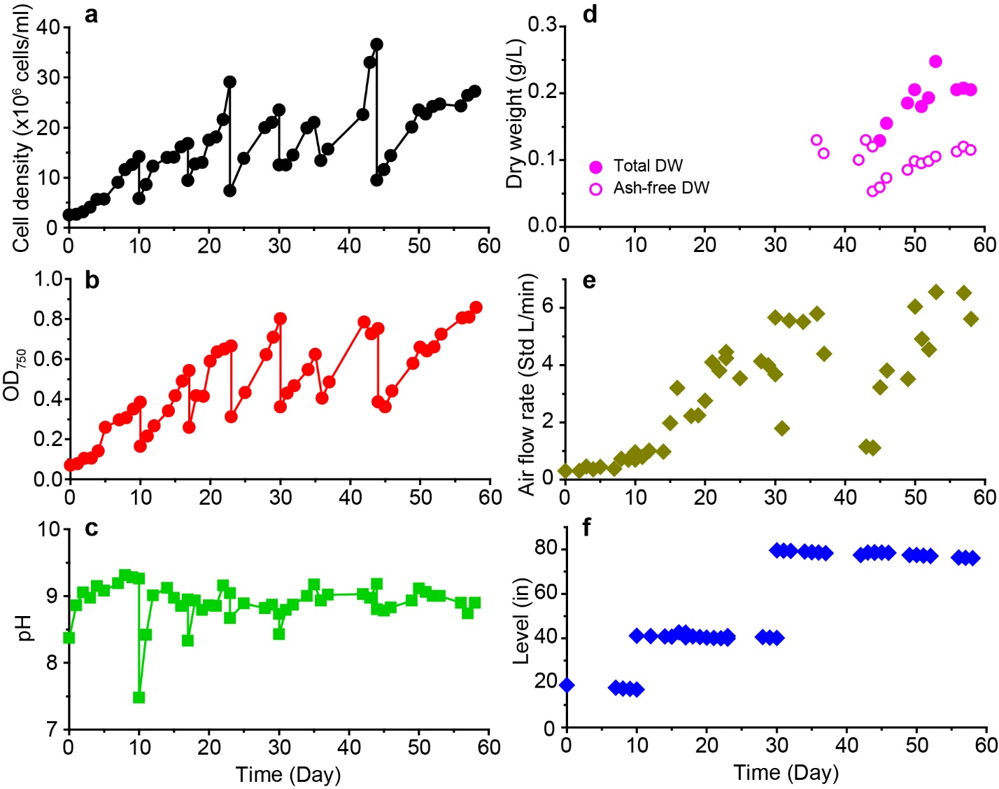 a
Cell density (x10⁶ cells/ml)
40
30
20
10
0
0 10 20 30 40 50 60
d
Dry weight (g/L)
0.3
0.2
0.1
0.0
Total DW
Ash-free DW
0 10 20 30 40 50 60
b
OD₇₅₀
1.0
0.8
0.6
0.4
0.2
0.0
0 10 20 30 40 50 60
e
Air flow rate (Std L/min)
6
4
2
0
0 10 20 30 40 50 60
c
pH
10
9
8
7
0 10 20 30 40 50 60
Time (Day)
f
Level (in)
80
60
40
20
0
0 10 20 30 40 50 60
Time (Day)